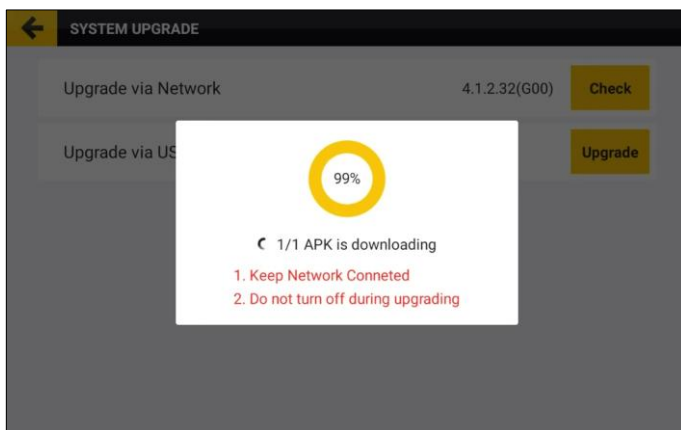 SYSTEM UPGRADE
Upgrade via Network 4.1.2.32(G00) Check
Upgrade via US Upgrade
99%
1/1 APK is downloading
1. Keep Network Conneted
2. Do not turn off during upgrading